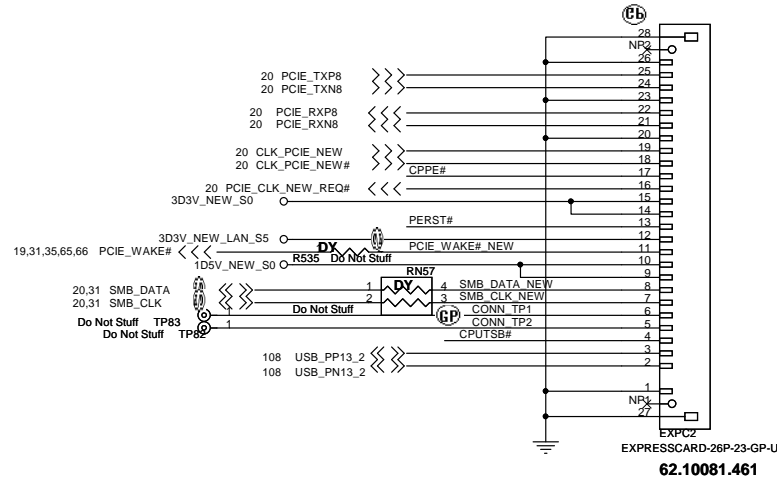 28
NP2
26
20 PCIE_TXP8 25
20 PCIE_TXN8 24
23
20 PCIE_RXP8 22
20 PCIE_RXN8 21
20
20 CLK_PCIE_NEW 19
20 CLK_PCIE_NEW# 18
CPPE# 17
20 PCIE_CLK_NEW_REQ# 16
3D3V_NEW_S0 15
14
PERST# 13
3D3V_NEW_LAN_S5 12
19,31,35,65,66 PCIE_WAKE# DY PCIE_WAKE#_NEW 11
R535 Do Not Stuff
1D5V_NEW_S0 10
RN57 9
20,31 SMB_DATA 1 DY 4 SMB_DATA_NEW 8
20,31 SMB_CLK 2 3 SMB_CLK_NEW 7
Do Not Stuff
Do Not Stuff TP83 1 GP CONN_TP1 6
Do Not Stuff TP82 1 CONN_TP2 5
CPUTSB# 4
108 USB_PP13_2 3
108 USB_PN13_2 2
1
NP1
27
EXPC2
EXPRESSCARD-26P-23-GP-U
62.10081.461